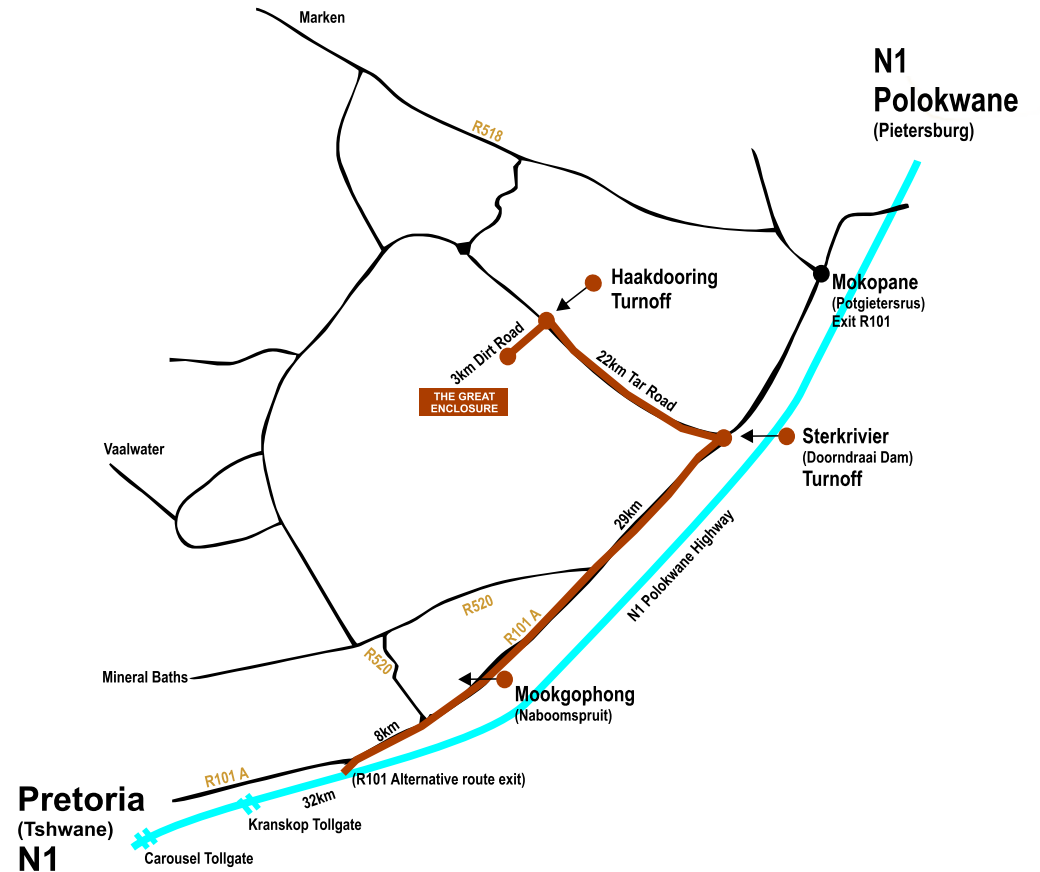 Marken
N1
Polokwane
(Pietersburg)
R518
Haakdooring
Turnoff
Mokopane
(Potgietersrus)
Exit R101
3km Dirt Road
22km Tar Road
THE GREAT
ENCLOSURE
Sterkrivier
(Doorndraai Dam)
Turnoff
Vaalwater
29km
N1 Polokwane Highway
R520
R101 A
R520
Mineral Baths
Mookgophong
(Naboomspruit)
8km
R101 A
(R101 Alternative route exit)
32km
Pretoria
(Tshwane)
N1
Kranskop Tollgate
Carousel Tollgate